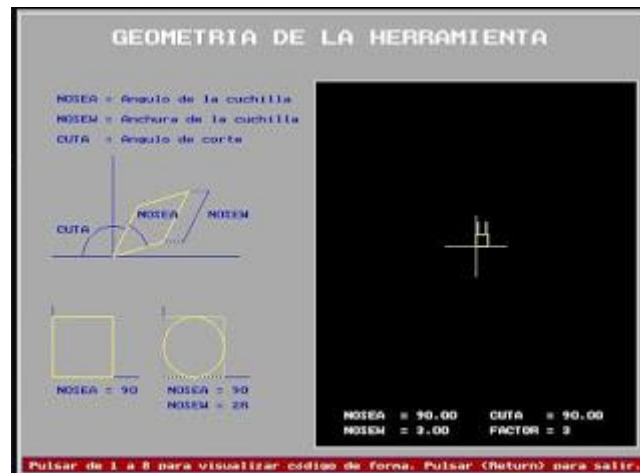 GEOMETRIA DE LA HERRAMIENTA
NOSEA = Angulo de la cuchilla
NOSEW = Anchura de la cuchilla
CUTA = Angulo de corte
NOSEA
NOSEW
CUTA
NOSEA = 90
NOSEA = 90
NOSEW = 2R
NOSEA = 90.00 CUTA = 90.00
NOSEW = 3.00 FACTOR = 3
Pulsar de 1 a 8 para visualizar código de forma. Pulsar (Return) para salir